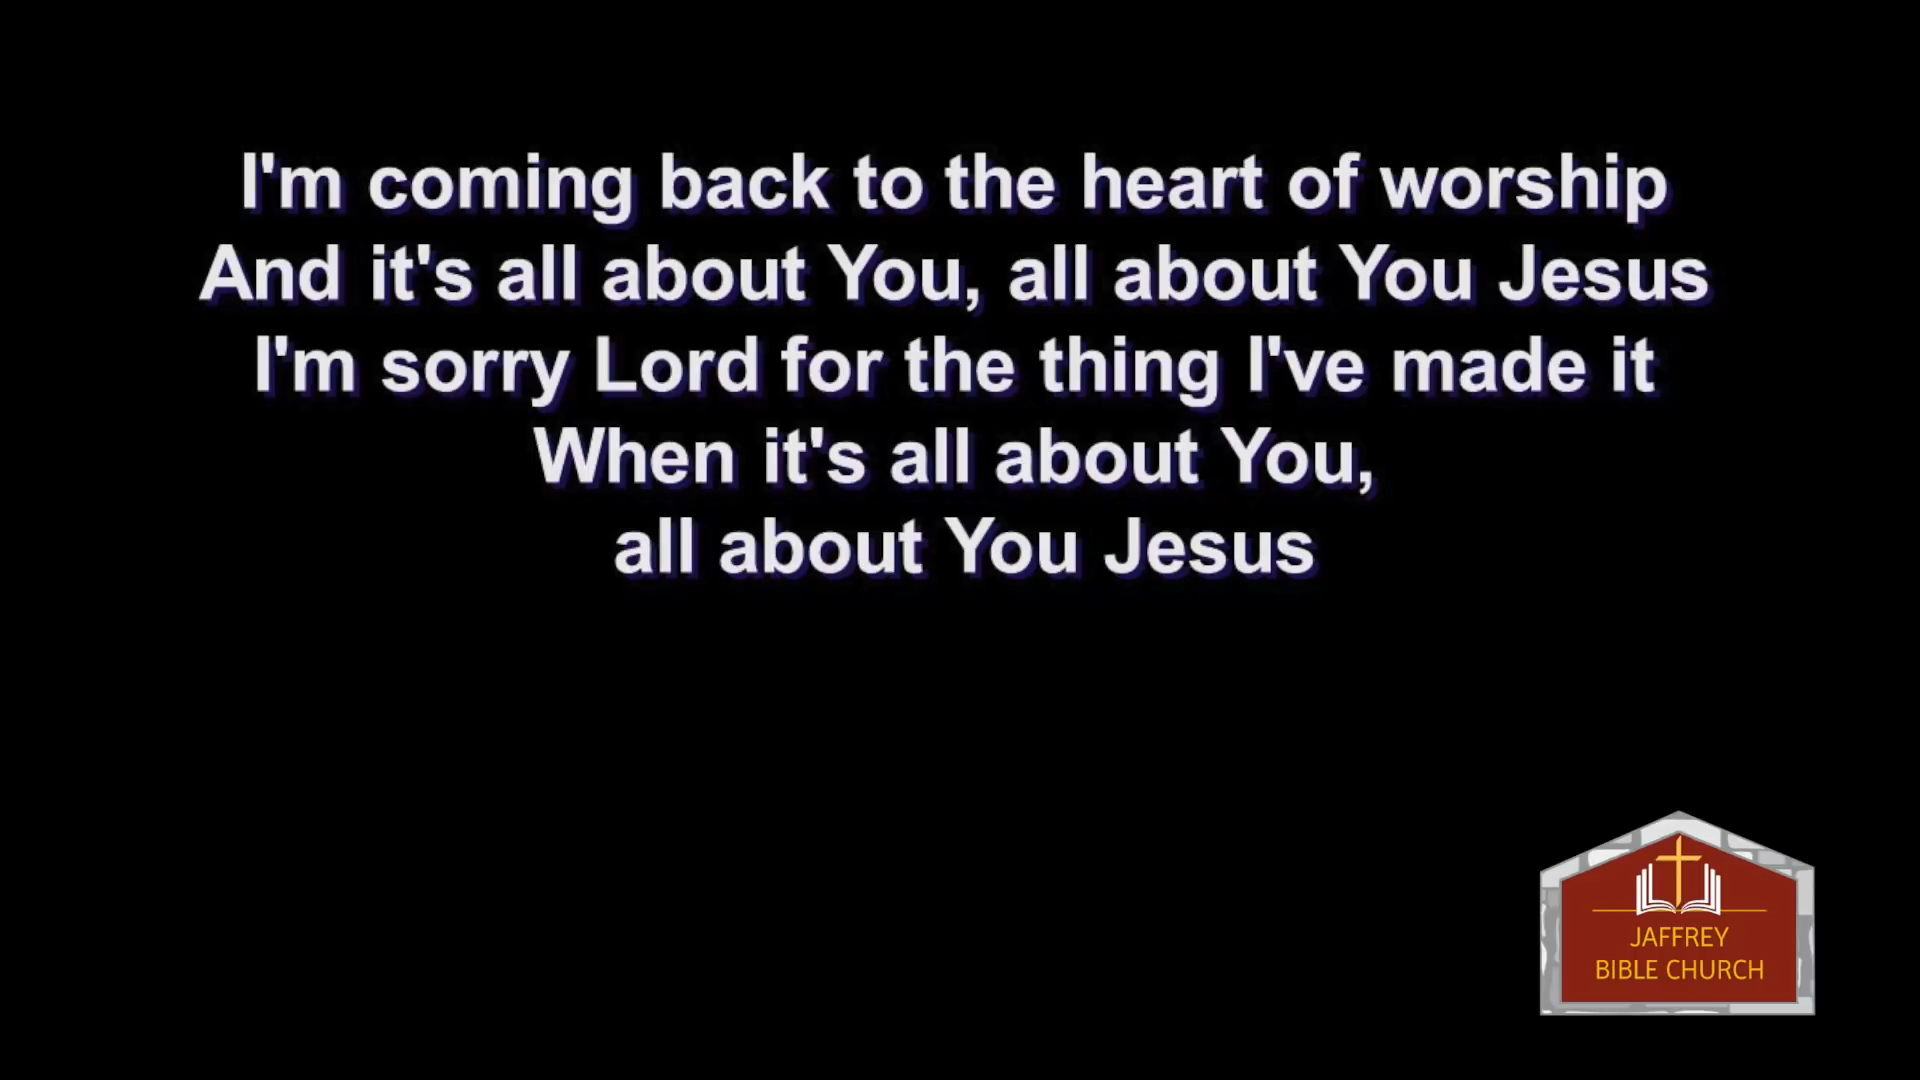 I'm coming back to the heart of worship
And it's all about You, all about You Jesus
I'm sorry Lord for the thing I've made it
When it's all about You,
all about You Jesus
JAFFREY
BIBLE CHURCH